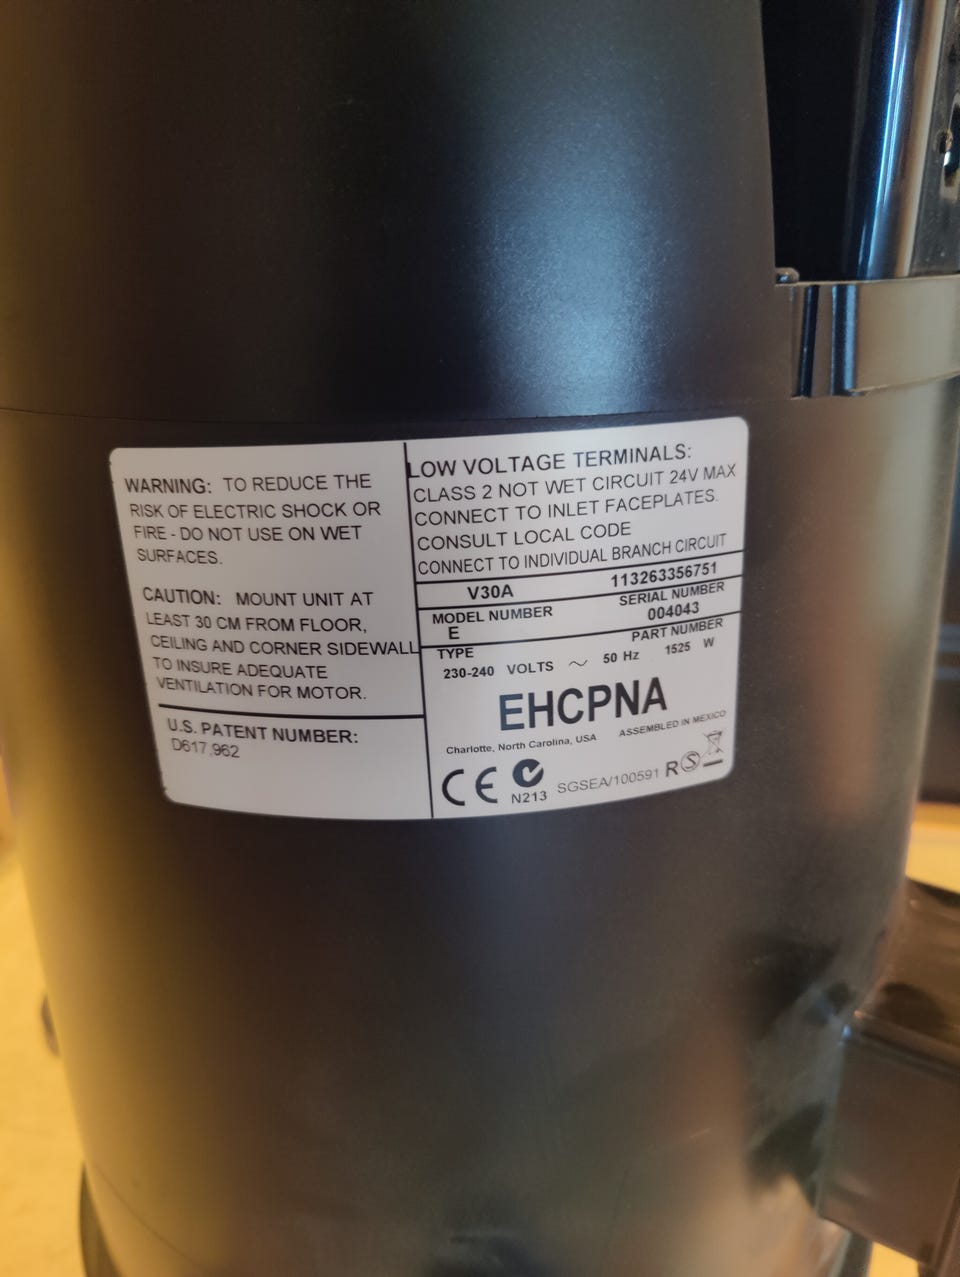 WARNING: TO REDUCE THE
RISK OF ELECTRIC SHOCK OR
FIRE - DO NOT USE ON WET
SURFACES.
CAUTION: MOUNT UNIT AT
LEAST 30 CM FROM FLOOR,
CEILING AND CORNER SIDEWALL
TO INSURE ADEQUATE
VENTILATION FOR MOTOR.
U.S. PATENT NUMBER:
D617,962
LOW VOLTAGE TERMINALS:
CLASS 2 NOT WET CIRCUIT 24V MAX
CONNECT TO INLET FACEPLATES.
CONSULT LOCAL CODE
CONNECT TO INDIVIDUAL BRANCH CIRCUIT
V30A 113263356751
MODEL NUMBER SERIAL NUMBER
E 004043
TYPE PART NUMBER
230-240 VOLTS ~ 50 Hz 1525 W
EHCPNA
Charlotte, North Carolina, USA ASSEMBLED IN MEXICO
CE N213 SGSEA/100591 R S